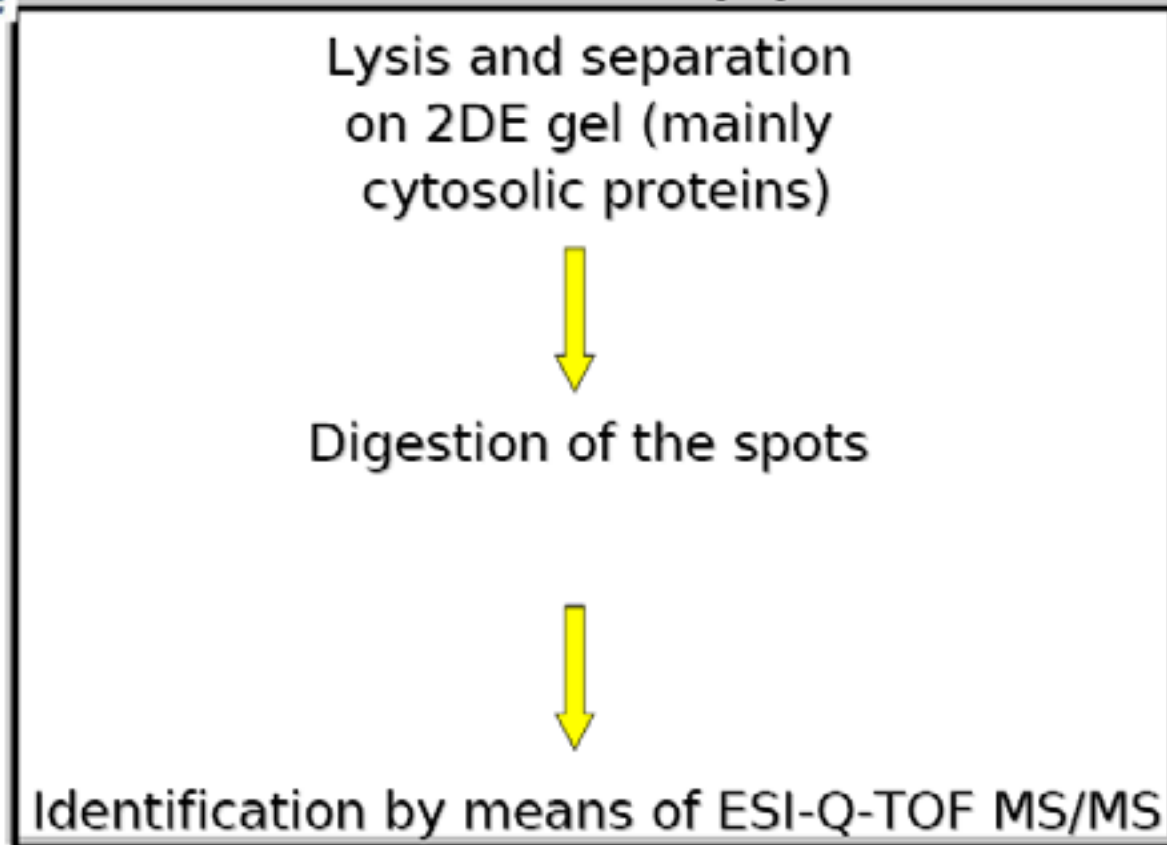 Lysis and separation
on 2DE gel (mainly
cytosolic proteins)
Digestion of the spots
Identification by means of ESI-Q-TOF MS/MS